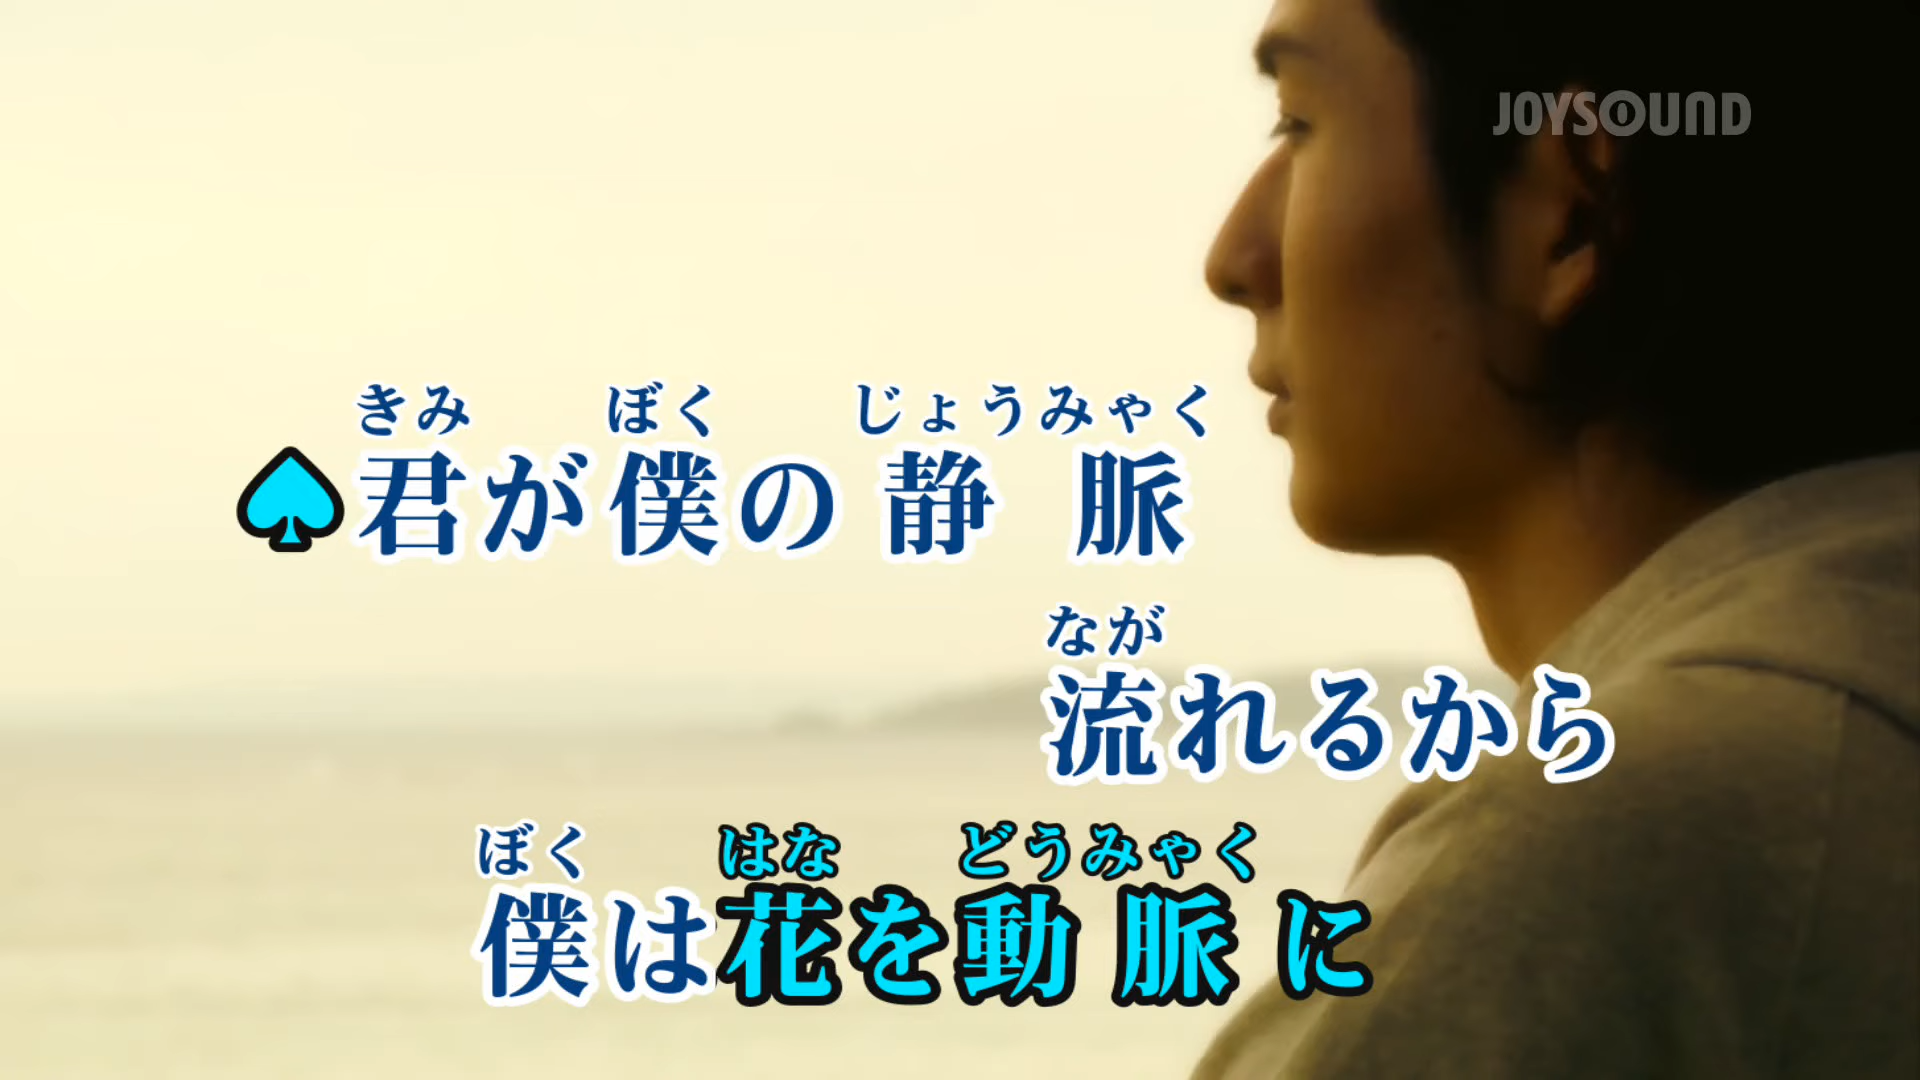 JOYSOUND
きみ ぼく じょうみゃく
♠君が僕の静脈
なが
流れるから
ぼく はな どうみゃく
僕は花を動脈に